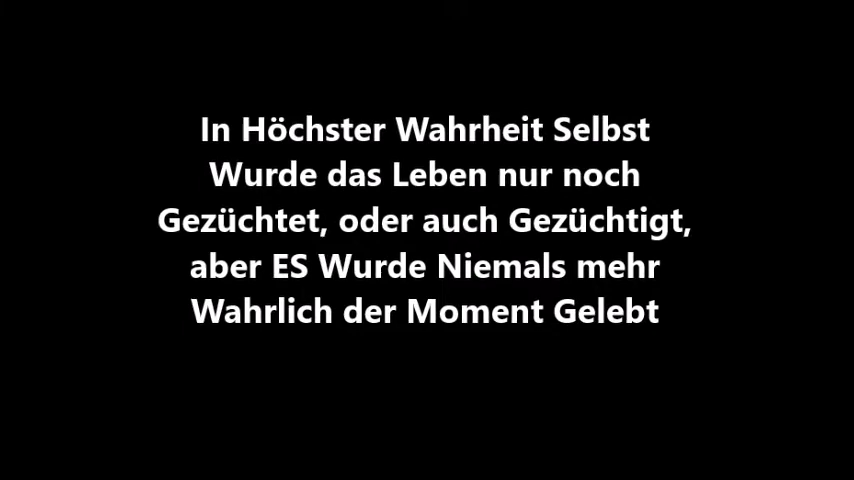 In Höchster Wahrheit Selbst
Wurde das Leben nur noch
Gezüchtet, oder auch Gezüchtigt,
aber ES Wurde Niemals mehr
Wahrlich der Moment Gelebt